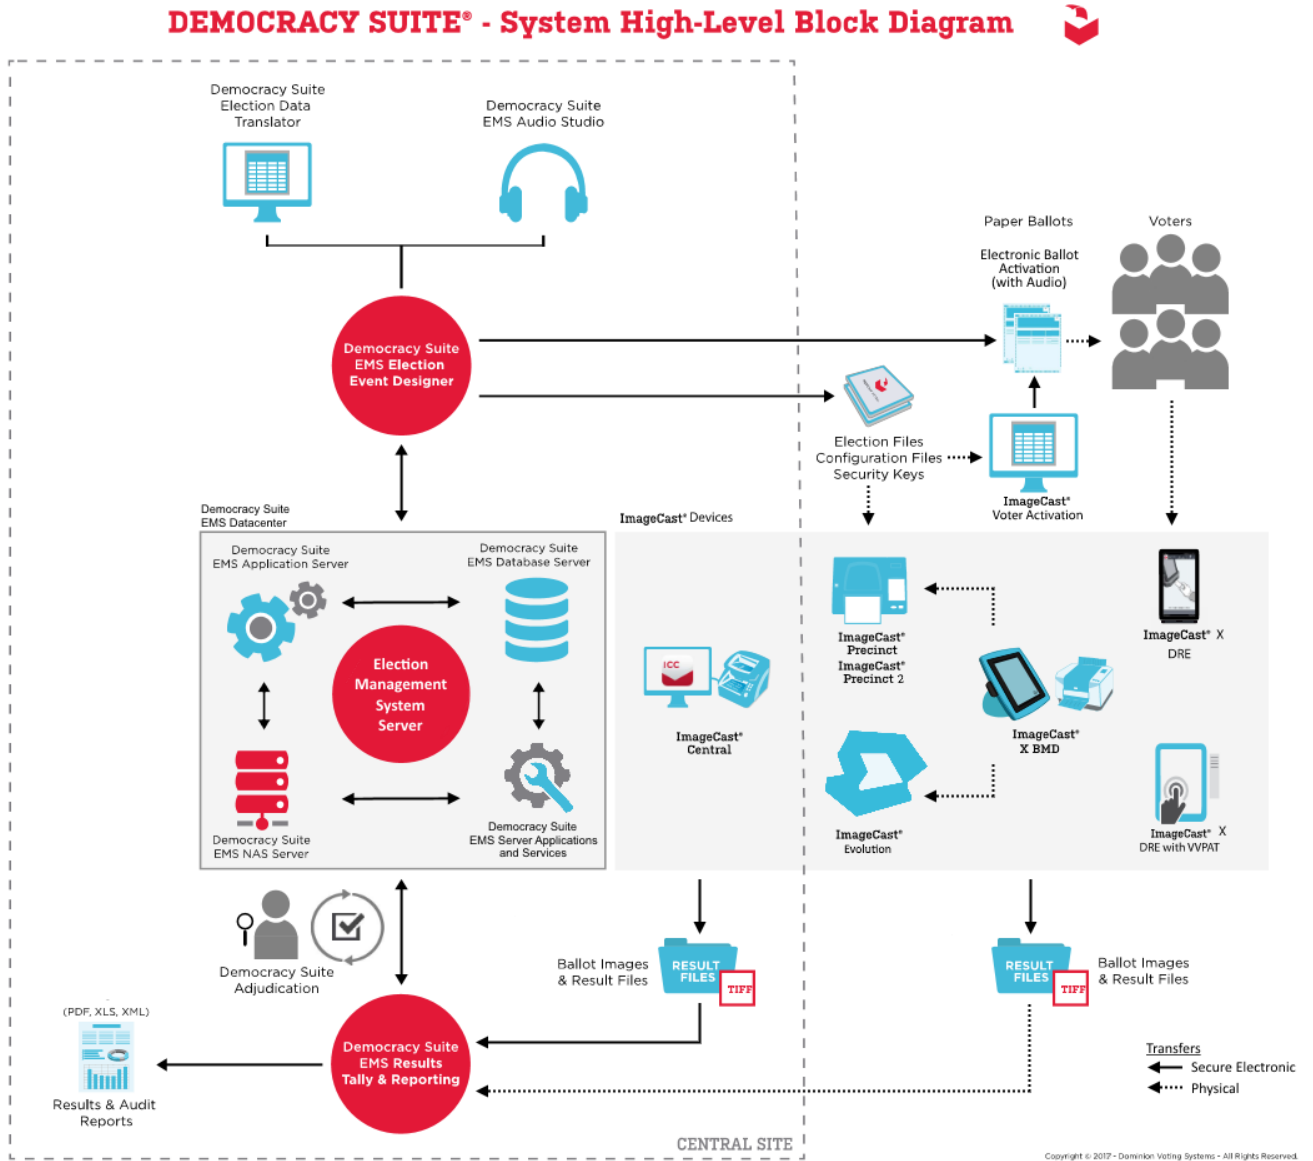 DEMOCRACY SUITE® - System High-Level Block Diagram
Democracy Suite
Election Data
Translator
Democracy Suite
EMS Audio Studio
Paper Ballots
Electronic Ballot
Activation
(with Audio)
Voters
Democracy Suite
EMS Election
Event Designer
Election Files
Configuration Files
Security Keys
ImageCast®
Voter Activation
Democracy Suite
EMS Datacenter
ImageCast® Devices
Democracy Suite
EMS Application Server
Democracy Suite
EMS Database Server
Election
Management
System
Server
Democracy Suite
EMS NAS Server
Democracy Suite
EMS Server Applications
and Services
ICC
ImageCast®
Central
ImageCast®
Precinct
ImageCast®
Precinct 2
ImageCast®
X BMD
ImageCast®
Evolution
ImageCast® X
DRE
ImageCast® X
DRE with VVPAT
Democracy Suite
Adjudication
Ballot Images
& Result Files
RESULT
FILES
TIFF
RESULT
FILES
TIFF
Ballot Images
& Result Files
(PDF, XLS, XML)
Results & Audit
Reports
Democracy Suite
EMS Results
Tally & Reporting
Transfers
Secure Electronic
Physical
CENTRAL SITE
Copyright © 2017 - Dominion Voting Systems - All Rights Reserved.